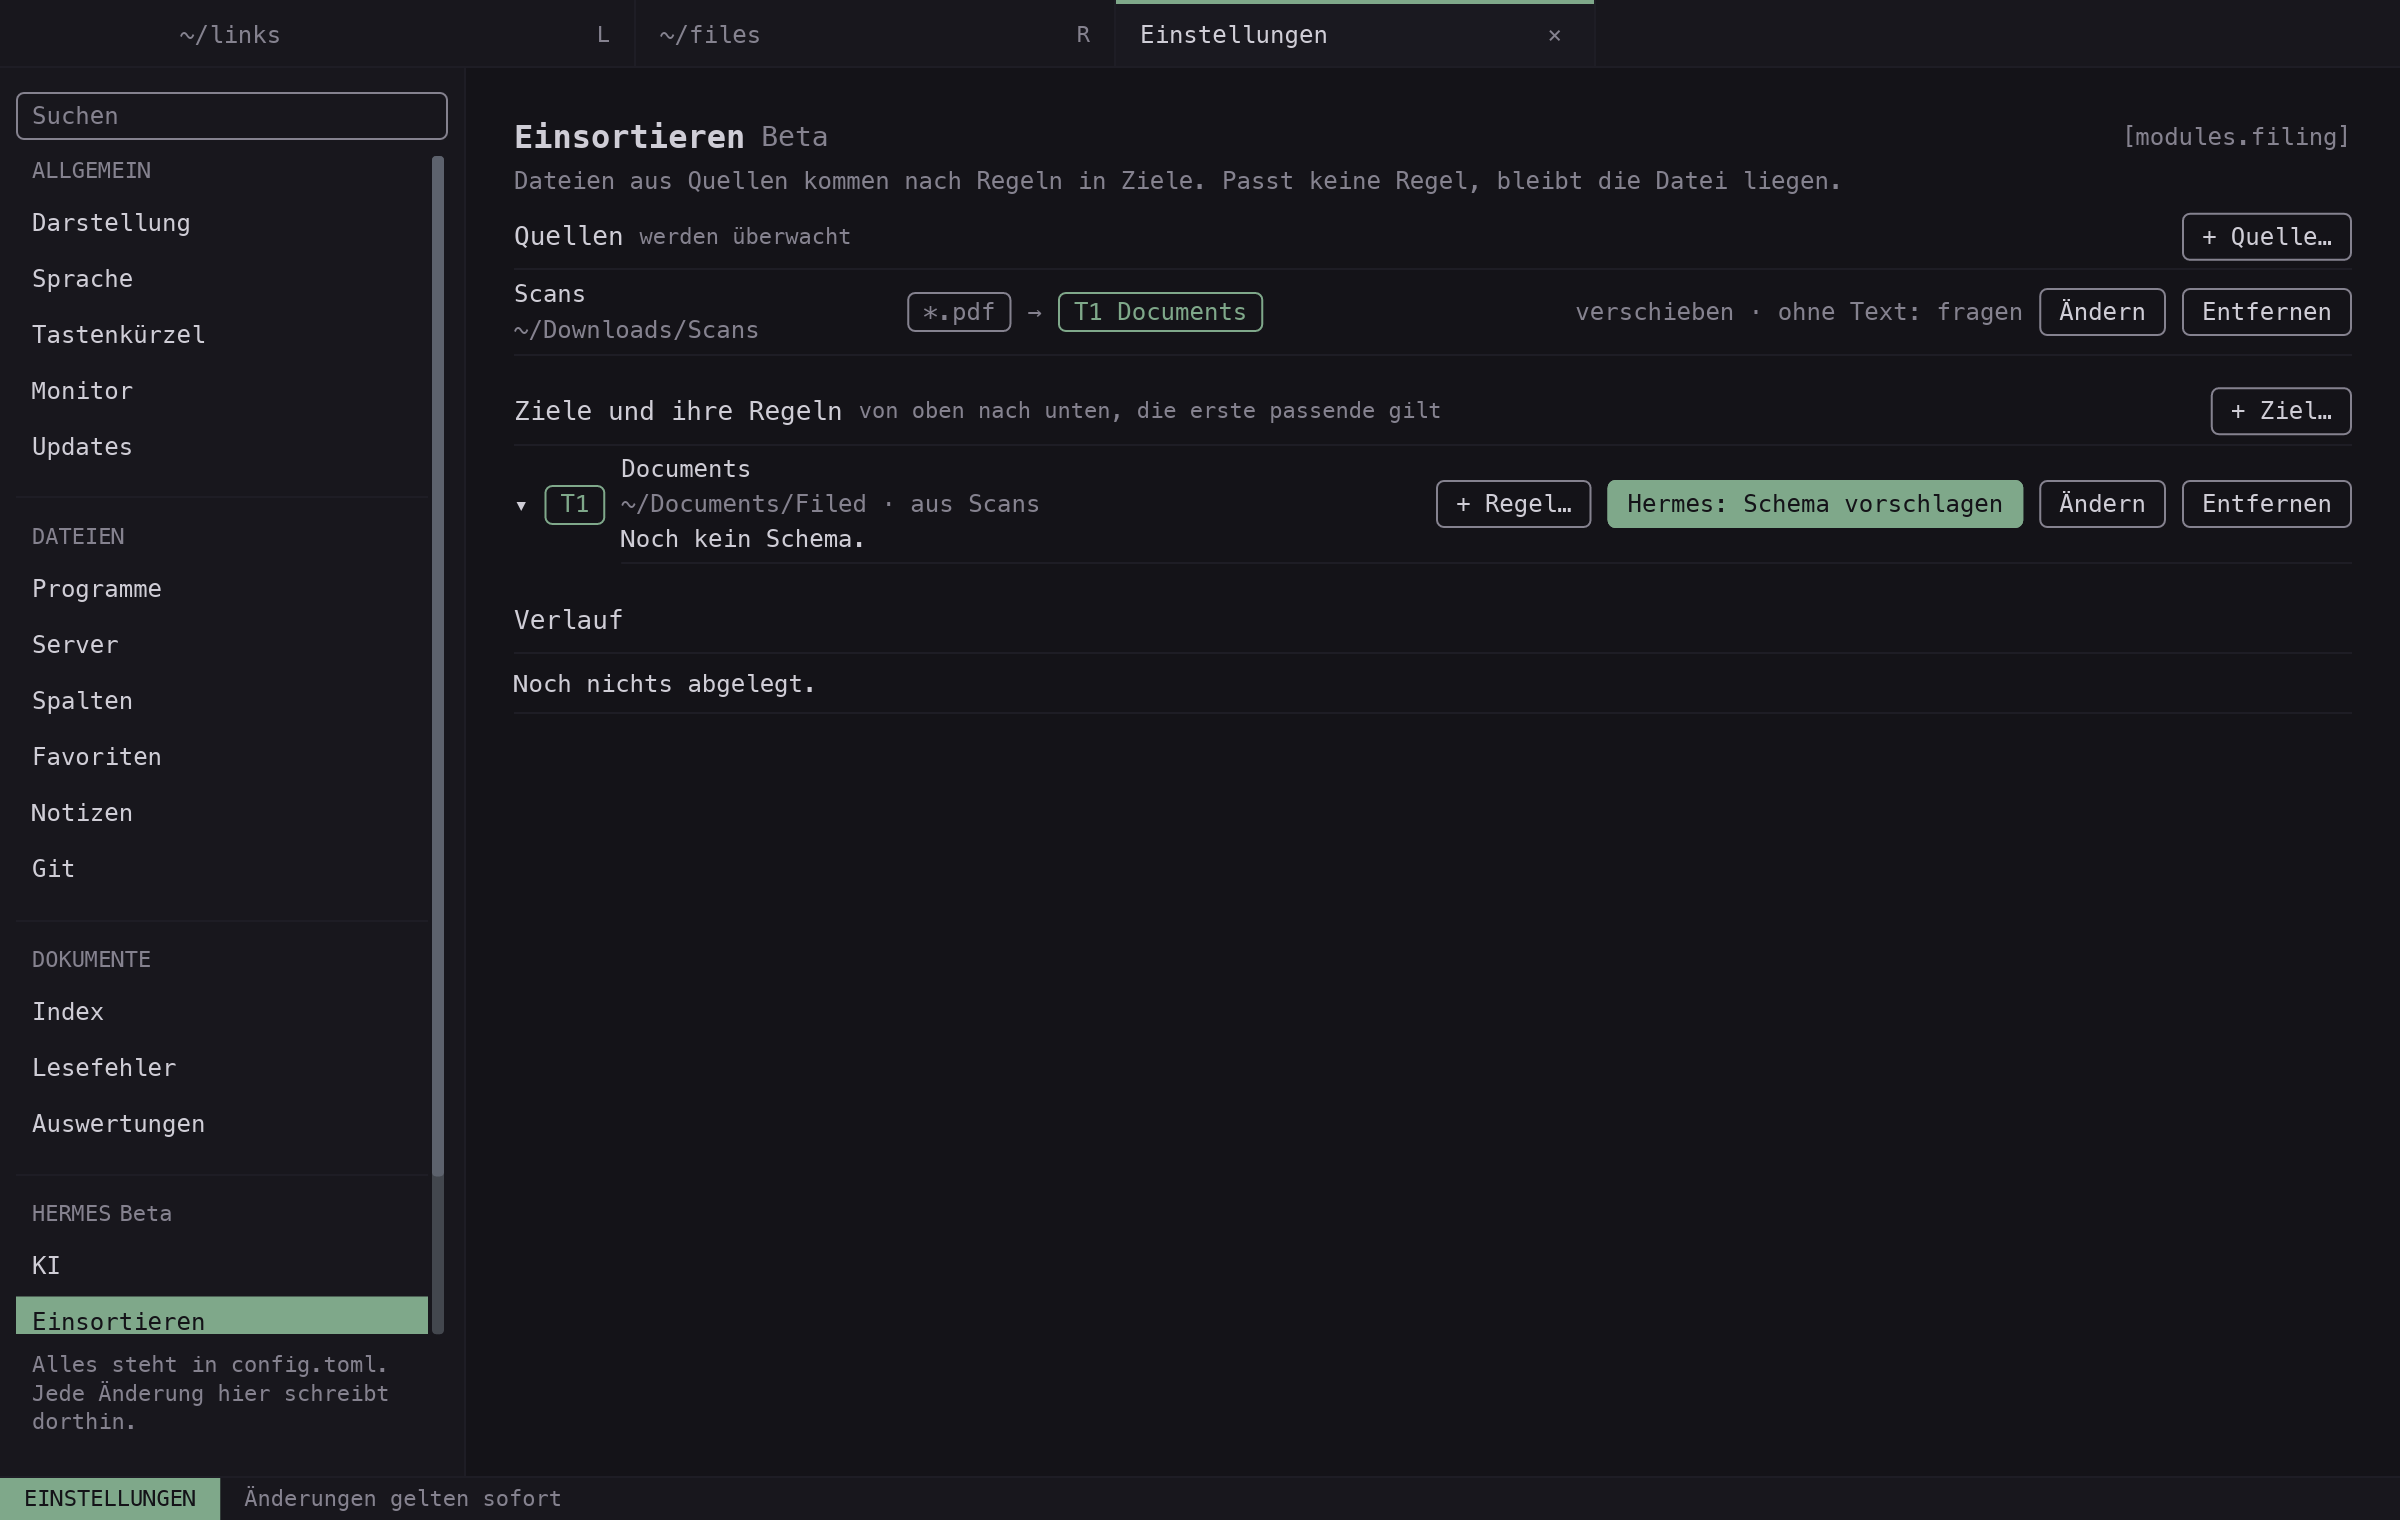 ~/links L ~/files R Einstellungen ×
Suchen
ALLGEMEIN
Darstellung
Sprache
Tastenkürzel
Monitor
Updates
DATEIEN
Programme
Server
Spalten
Favoriten
Notizen
Git
DOKUMENTE
Index
Lesefehler
Auswertungen
HERMES Beta
KI
Einsortieren
Alles steht in config.toml.
Jede Änderung hier schreibt
dorthin.
Einsortieren Beta [modules.filing]
Dateien aus Quellen kommen nach Regeln in Ziele. Passt keine Regel, bleibt die Datei liegen.
Quellen werden überwacht + Quelle…
Scans
~/Downloads/Scans
*.pdf → T1 Documents verschieben · ohne Text: fragen Ändern Entfernen
Ziele und ihre Regeln von oben nach unten, die erste passende gilt + Ziel…
▾ T1
Documents
~/Documents/Filed · aus Scans
Noch kein Schema.
+ Regel… Hermes: Schema vorschlagen Ändern Entfernen
Verlauf
Noch nichts abgelegt.
EINSTELLUNGEN Änderungen gelten sofort